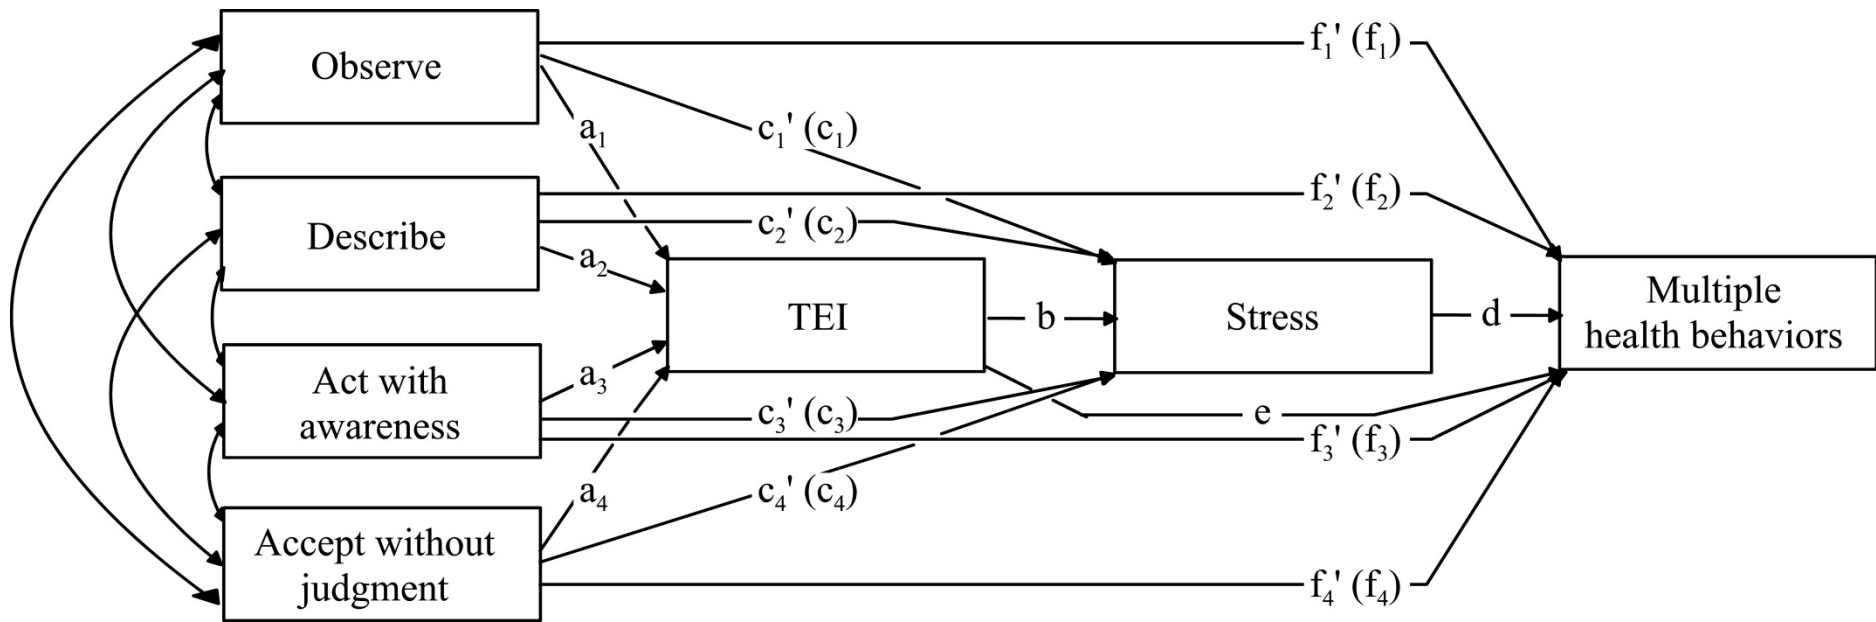 Observe
f₁' (f₁)
a₁
c₁' (c₁)
Describe
f₂' (f₂)
c₂' (c₂)
a₂
TEI
b
Stress
d
Multiple
health behaviors
Act with
awareness
a₃
c₃' (c₃)
e
f₃' (f₃)
a₄
c₄' (c₄)
Accept without
judgment
f₄' (f₄)